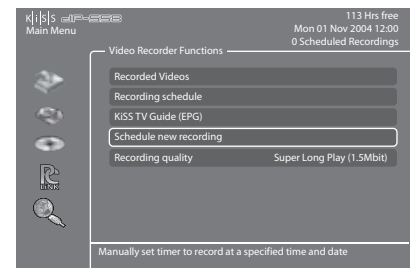 KiSS DP-558
113 Hrs free
Main Menu
Mon 01 Nov 2004 12:00
0 Scheduled Recordings
Video Recorder Functions
Recorded Videos
Recording schedule
KiSS TV Guide (EPG)
Schedule new recording
Recording quality Super Long Play (1.5Mbit)
PC
LINK
Manually set timer to record at a specified time and date